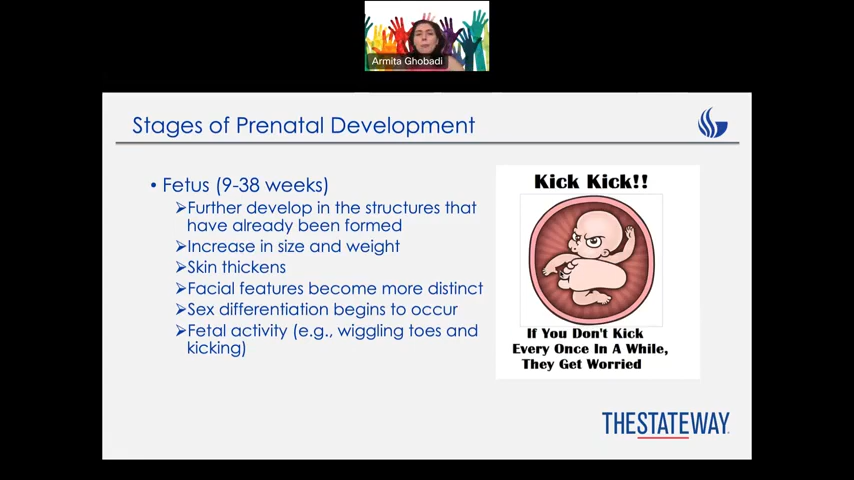 Armita Ghobadi
Stages of Prenatal Development
• Fetus (9-38 weeks)
➢Further develop in the structures that
have already been formed
➢Increase in size and weight
➢Skin thickens
➢Facial features become more distinct
➢Sex differentiation begins to occur
➢Fetal activity (e.g., wiggling toes and
kicking)
Kick Kick!!
If You Don't Kick
Every Once In A While,
They Get Worried
THESTATEWAY.